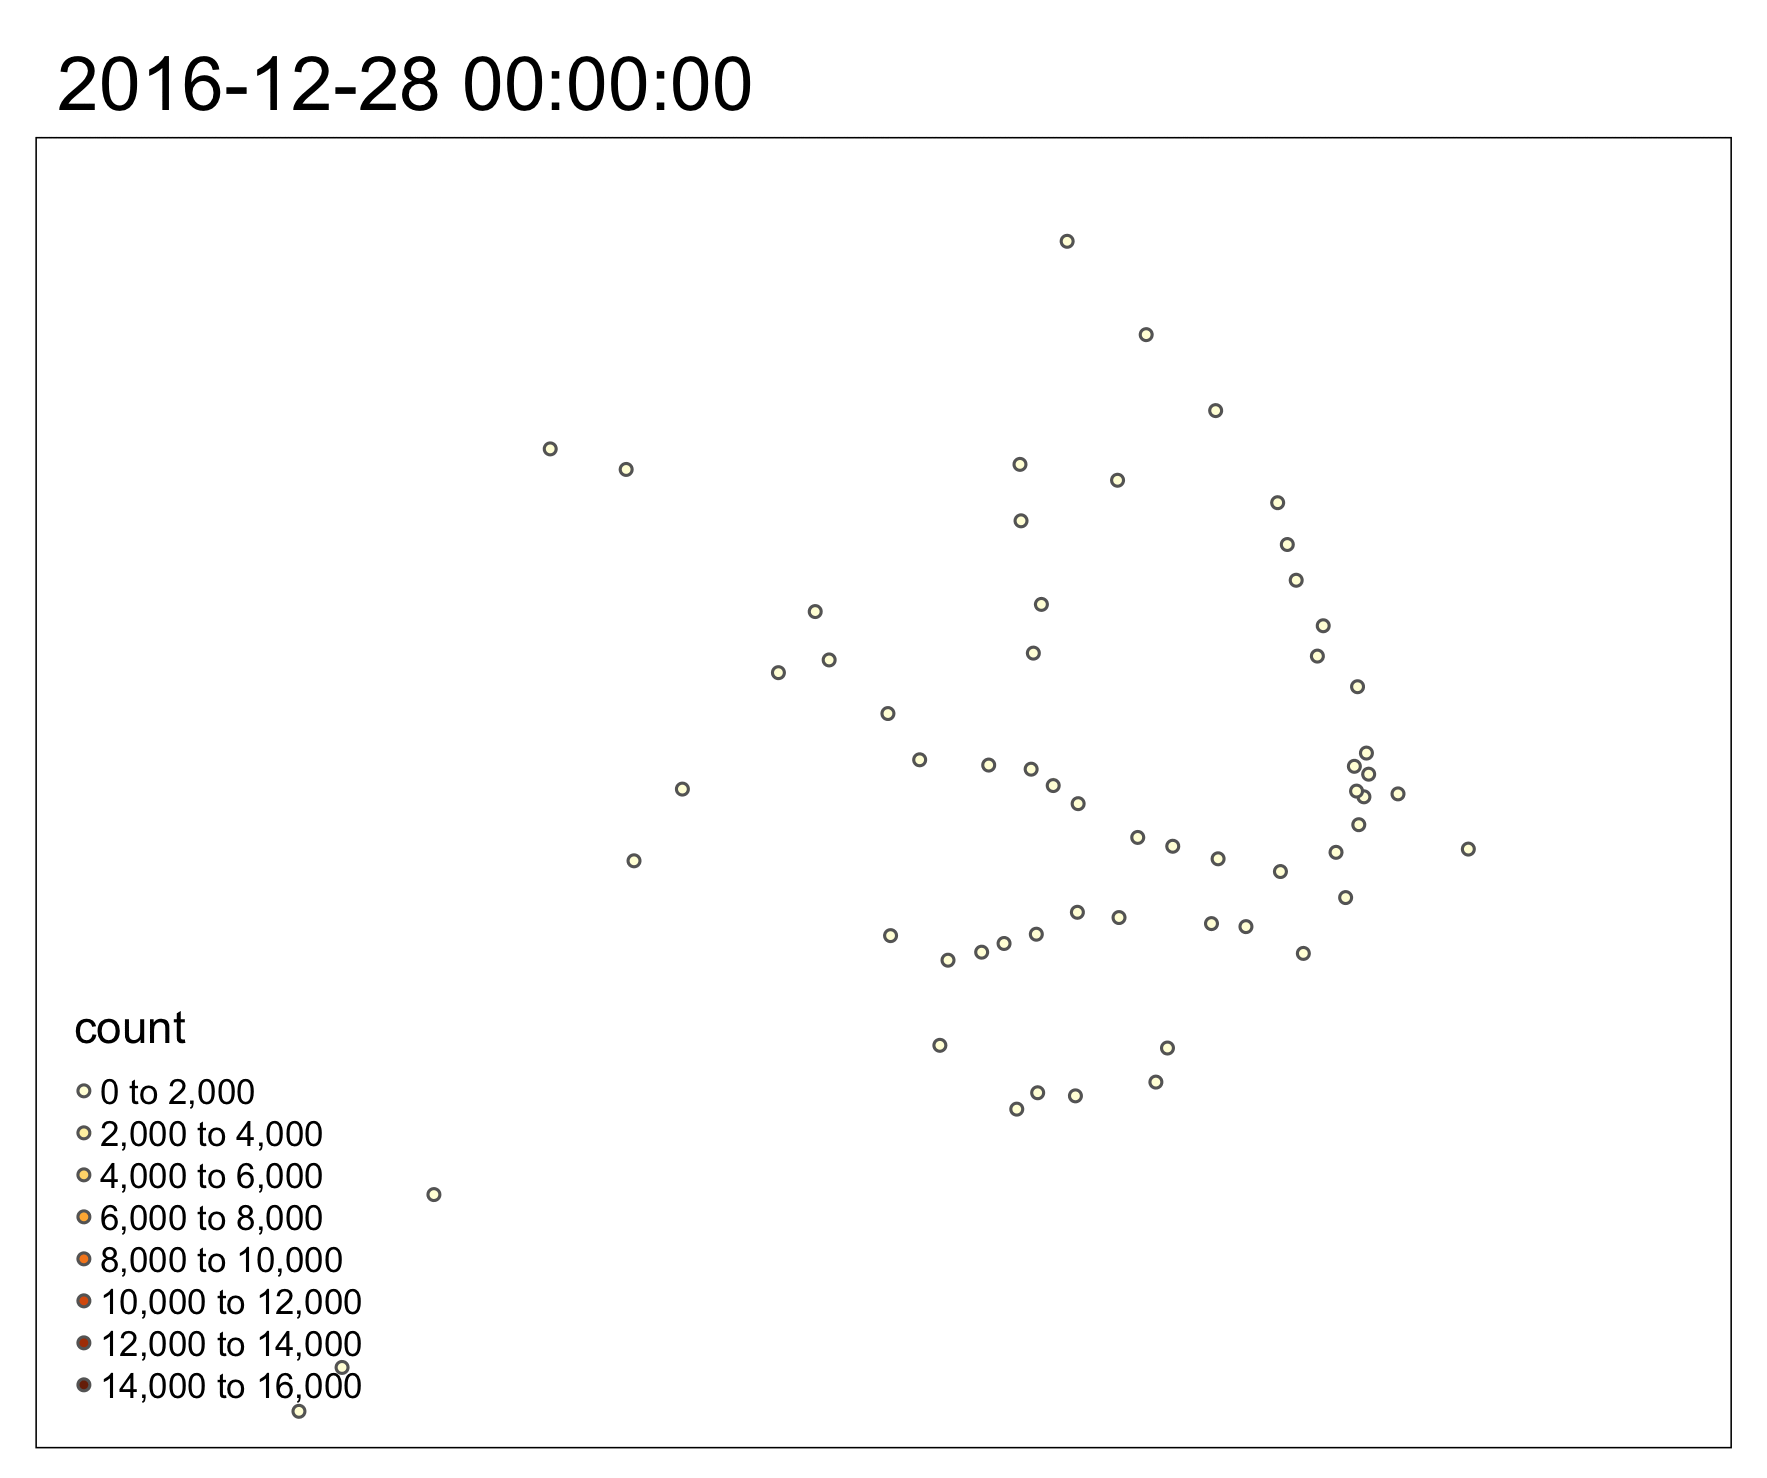 2016-12-28 00:00:00
count
0 to 2,000
2,000 to 4,000
4,000 to 6,000
6,000 to 8,000
8,000 to 10,000
10,000 to 12,000
12,000 to 14,000
14,000 to 16,000